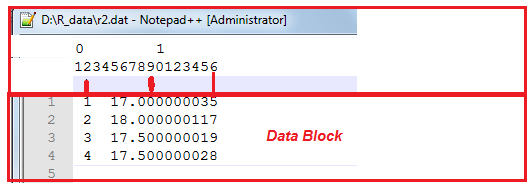 D:\R_data\r2.dat - Notepad++ [Administrator]
0 1
1234567890123456
1 1 17.000000035
2 2 18.000000117
3 3 17.500000019
4 4 17.500000028
5
Data Block